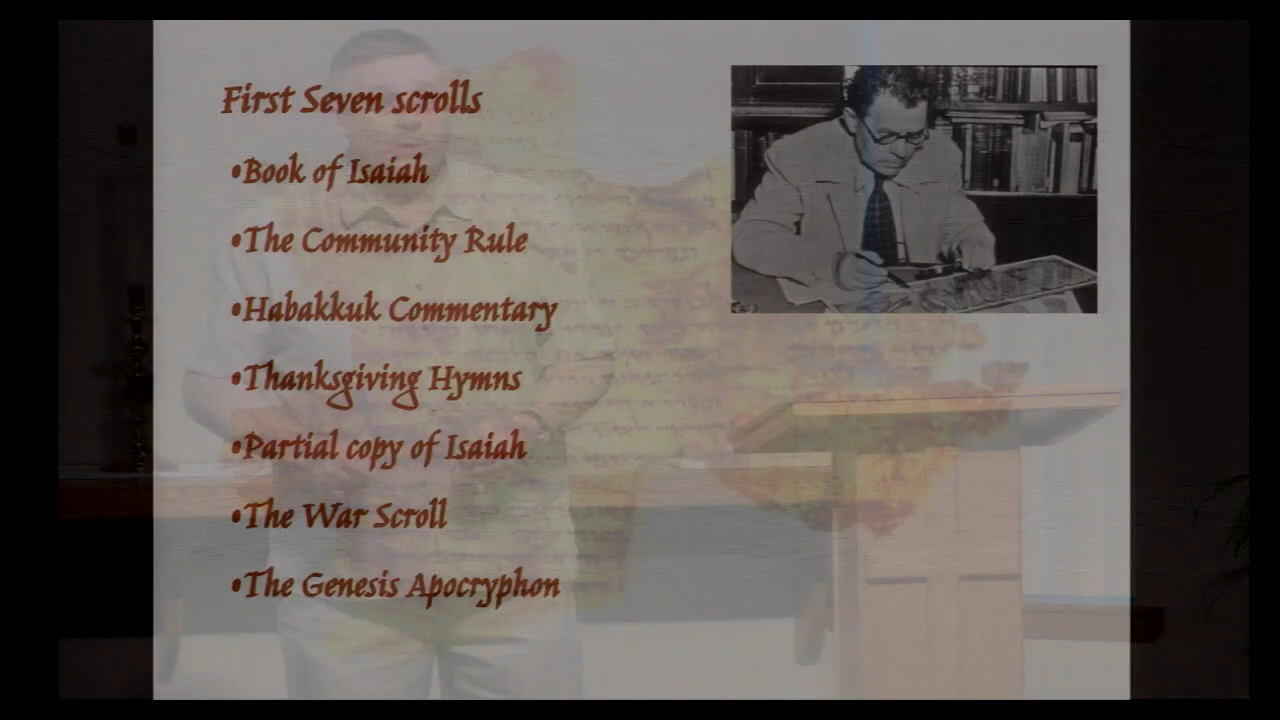 First Seven scrolls
•Book of Isaiah
•The Community Rule
•Habakkuk Commentary
•Thanksgiving Hymns
•Partial copy of Isaiah
•The War Scroll
•The Genesis Apocryphon